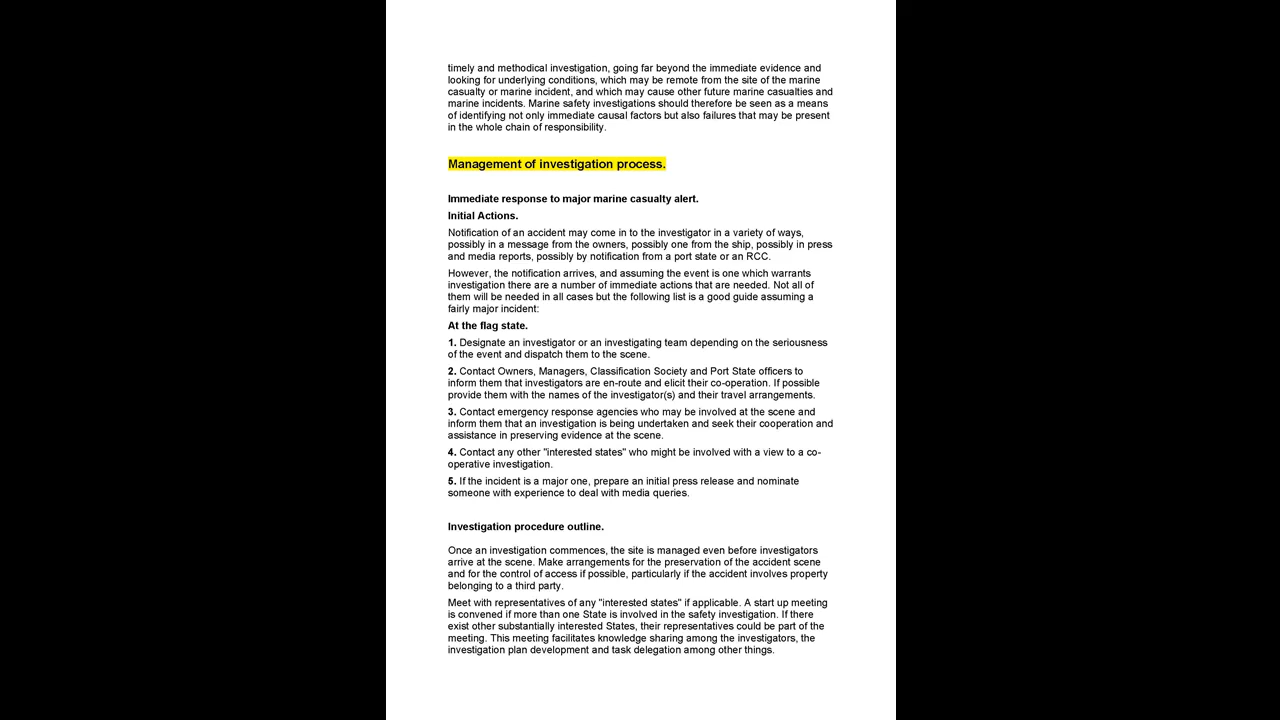 timely and methodical investigation, going far beyond the immediate evidence and
looking for underlying conditions, which may be remote from the site of the marine
casualty or marine incident, and which may cause other future marine casualties and
marine incidents. Marine safety investigations should therefore be seen as a means
of identifying not only immediate causal factors but also failures that may be present
in the whole chain of responsibility.
Management of investigation process.
Immediate response to major marine casualty alert.
Initial Actions.
Notification of an accident may come in to the investigator in a variety of ways,
possibly in a message from the owners, possibly one from the ship, possibly in press
and media reports, possibly by notification from a port state or an RCC.
However, the notification arrives, and assuming the event is one which warrants
investigation there are a number of immediate actions that are needed. Not all of
them will be needed in all cases but the following list is a good guide assuming a
fairly major incident:
At the flag state.
1. Designate an investigator or an investigating team depending on the seriousness
of the event and dispatch them to the scene.
2. Contact Owners, Managers, Classification Society and Port State officers to
inform them that investigators are en-route and elicit their co-operation. If possible
provide them with the names of the investigator(s) and their travel arrangements.
3. Contact emergency response agencies who may be involved at the scene and
inform them that an investigation is being undertaken and seek their cooperation and
assistance in preserving evidence at the scene.
4. Contact any other "interested states" who might be involved with a view to a co-
operative investigation.
5. If the incident is a major one, prepare an initial press release and nominate
someone with experience to deal with media queries.
Investigation procedure outline.
Once an investigation commences, the site is managed even before investigators
arrive at the scene. Make arrangements for the preservation of the accident scene
and for the control of access if possible, particularly if the accident involves property
belonging to a third party.
Meet with representatives of any "interested states" if applicable. A start up meeting
is convened if more than one State is involved in the safety investigation. If there
exist other substantially interested States, their representatives could be part of the
meeting. This meeting facilitates knowledge sharing among the investigators, the
investigation plan development and task delegation among other things.